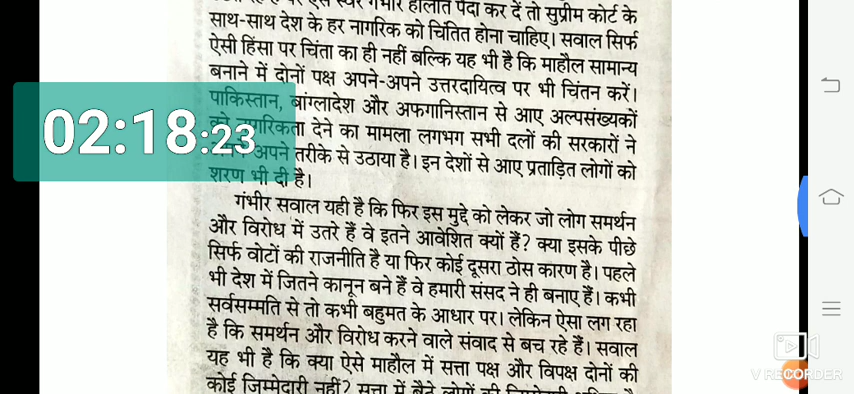 गंभीर हालात पैदा कर दें तो सुप्रीम कोर्ट के
साथ-साथ देश के हर नागरिक को चिंतित होना चाहिए। सवाल सिर्फ
ऐसी हिंसा पर चिंता का ही नहीं बल्कि यह भी है कि माहौल सामान्य
बनाने में दोनों पक्ष अपने-अपने उत्तरदायित्व पर भी चिंतन करें।
पाकिस्तान, बांग्लादेश और अफगानिस्तान से आए अल्पसंख्यकों
नागरिकता देने का मामला लगभग सभी दलों की सरकारों ने
02:18:23
अपने तरीके से उठाया है। इन देशों से आए प्रताड़ित लोगों को
शरण भी दी है।
गंभीर सवाल यही है कि फिर इस मुद्दे को लेकर जो लोग समर्थन
और विरोध में उतरे हैं वे इतने आवेशित क्यों हैं? क्या इसके पीछे
सिर्फ वोटों की राजनीति है या फिर कोई दूसरा ठोस कारण है। पहले
भी देश में जितने कानून बने हैं वे हमारी संसद ने ही बनाए हैं। कभी
सर्वसम्मति से तो कभी बहुमत के आधार पर। लेकिन ऐसा लग रहा
है कि समर्थन और विरोध करने वाले संवाद से बच रहे हैं। सवाल
यह भी है कि क्या ऐसे माहौल में सत्ता पक्ष और विपक्ष दोनों की
कोई जिम्मेदारी नहीं? सत्ता में बैठे लोगों की
V RECORDER